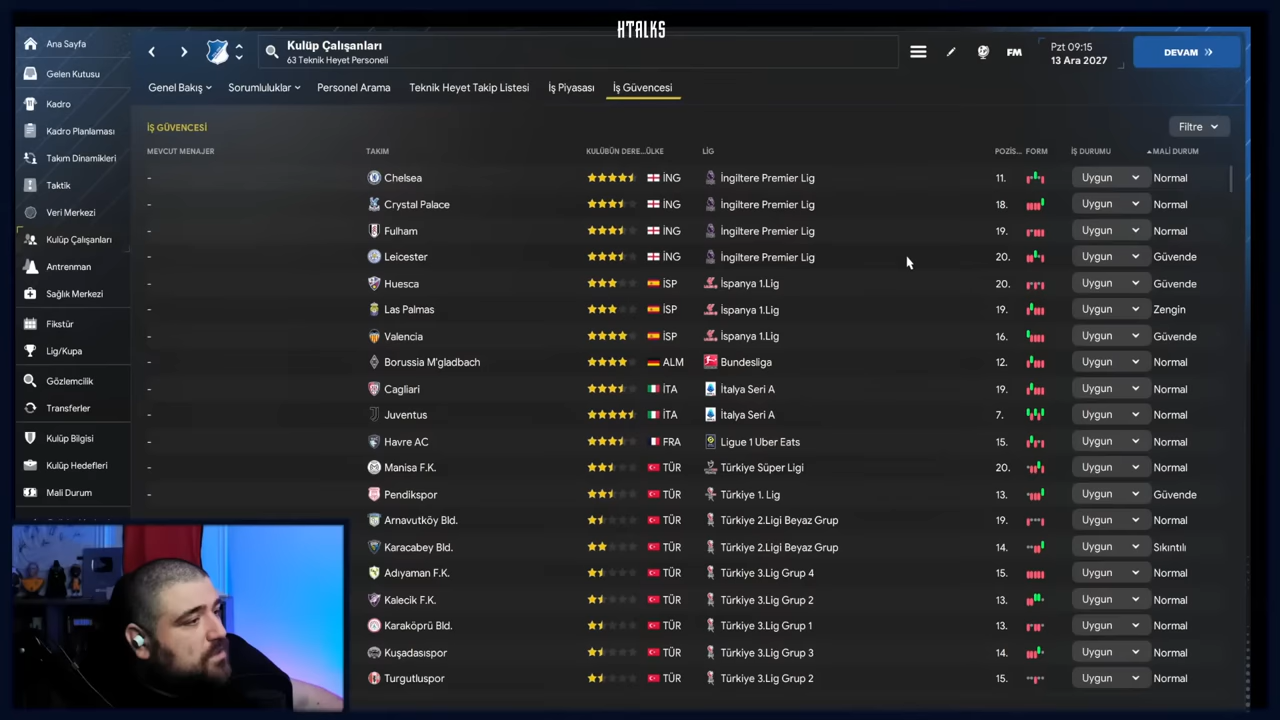 HTALKS
Ana Sayfa
Kulüp Çalışanları
63 Teknik Heyet Personeli
FM
Pzt 09:15
13 Ara 2027
DEVAM
Gelen Kutusu
Genel Bakış
Sorumluluklar
Personel Arama
Teknik Heyet Takip Listesi
İş Piyasası
İş Güvencesi
Kadro
Kadro Planlaması
Takım Dinamikleri
Taktik
Veri Merkezi
Kulüp Çalışanları
Antrenman
Sağlık Merkezi
Fikstür
Lig/Kupa
Gözlemcilik
Transferler
Kulüp Bilgisi
Kulüp Hedefleri
Mali Durum
İŞ GÜVENCESİ
Filtre
MEVCUT MENAJER TAKIM KULÜBÜN DERE... ÜLKE LİG POZİS... FORM İŞ DURUMU MALİ DURUM
- Chelsea İNG İngiltere Premier Lig 11. Uygun Normal
- Crystal Palace İNG İngiltere Premier Lig 18. Uygun Normal
- Fulham İNG İngiltere Premier Lig 19. Uygun Normal
- Leicester İNG İngiltere Premier Lig 20. Uygun Güvende
- Huesca İSP İspanya 1.Lig 20. Uygun Güvende
- Las Palmas İSP İspanya 1.Lig 19. Uygun Zengin
- Valencia İSP İspanya 1.Lig 16. Uygun Güvende
- Borussia M'gladbach ALM Bundesliga 12. Uygun Normal
- Cagliari İTA İtalya Seri A 19. Uygun Normal
- Juventus İTA İtalya Seri A 7. Uygun Normal
- Havre AC FRA Ligue 1 Uber Eats 15. Uygun Normal
- Manisa F.K. TÜR Türkiye Süper Ligi 20. Uygun Normal
- Pendikspor TÜR Türkiye 1. Lig 13. Uygun Güvende
- Arnavutköy Bld. TÜR Türkiye 2.Ligi Beyaz Grup 19. Uygun Normal
- Karacabey Bld. TÜR Türkiye 2.Ligi Beyaz Grup 14. Uygun Sıkıntılı
- Adıyaman F.K. TÜR Türkiye 3.Lig Grup 4 15. Uygun Normal
- Kalecik F.K. TÜR Türkiye 3.Lig Grup 2 13. Uygun Normal
- Karaköprü Bld. TÜR Türkiye 3.Lig Grup 1 13. Uygun Normal
- Kuşadasıspor TÜR Türkiye 3.Lig Grup 3 14. Uygun Normal
- Turgutluspor TÜR Türkiye 3.Lig Grup 2 15. Uygun Normal